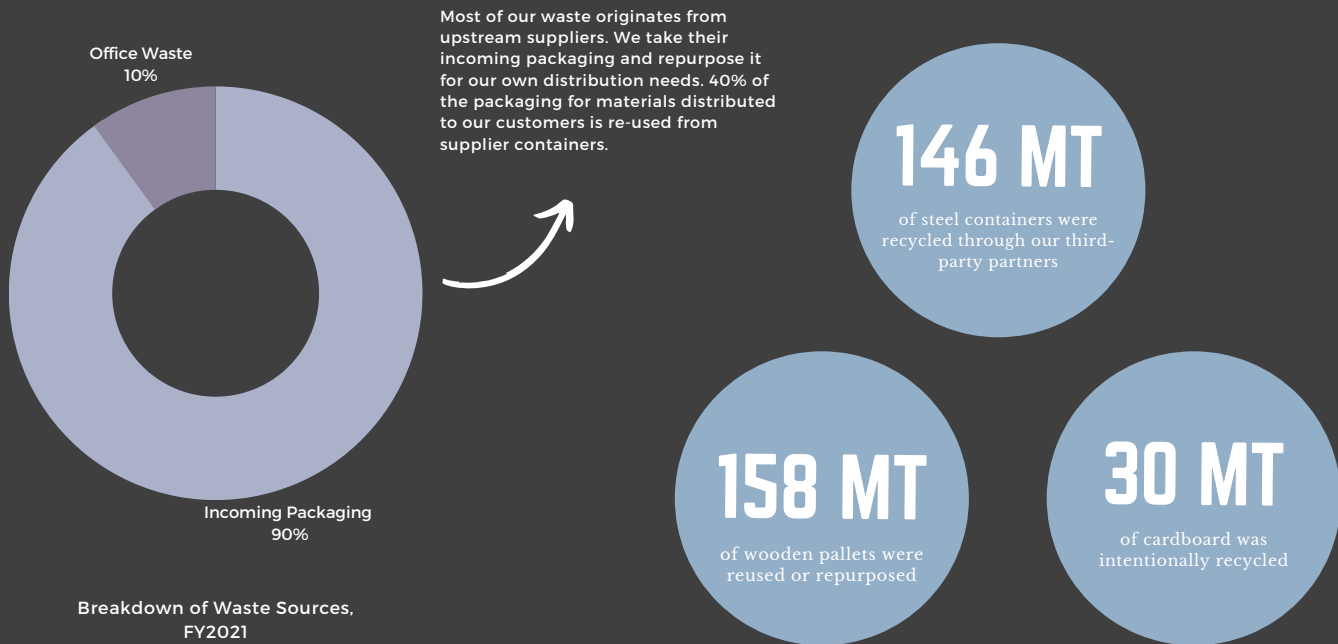 Most of our waste originates from
upstream suppliers. We take their
incoming packaging and repurpose it
for our own distribution needs. 40% of
the packaging for materials distributed
to our customers is re-used from
supplier containers.
Office Waste
10%
Incoming Packaging
90%
Breakdown of Waste Sources,
FY2021
146 MT
of steel containers were
recycled through our third-
party partners
158 MT
of wooden pallets were
reused or repurposed
30 MT
of cardboard was
intentionally recycled